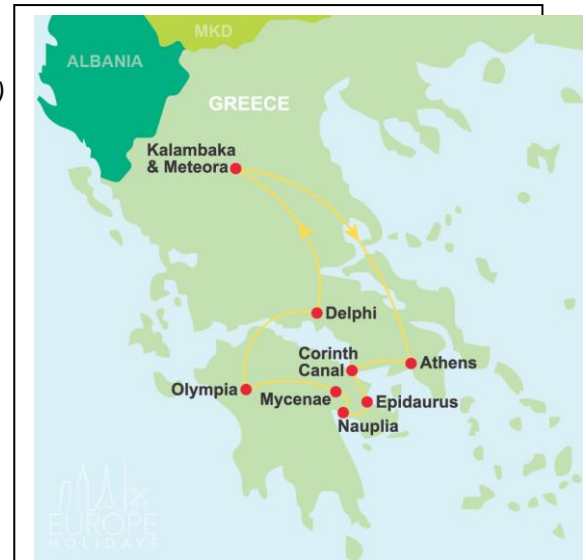 MKD
ALBANIA
)
GREECE
Kalambaka
& Meteora
Delphi
Corinth
Canal
Athens
Olympia
Mycenae
Epidaurus
Nauplia
EUROPE
HOLIDAYS